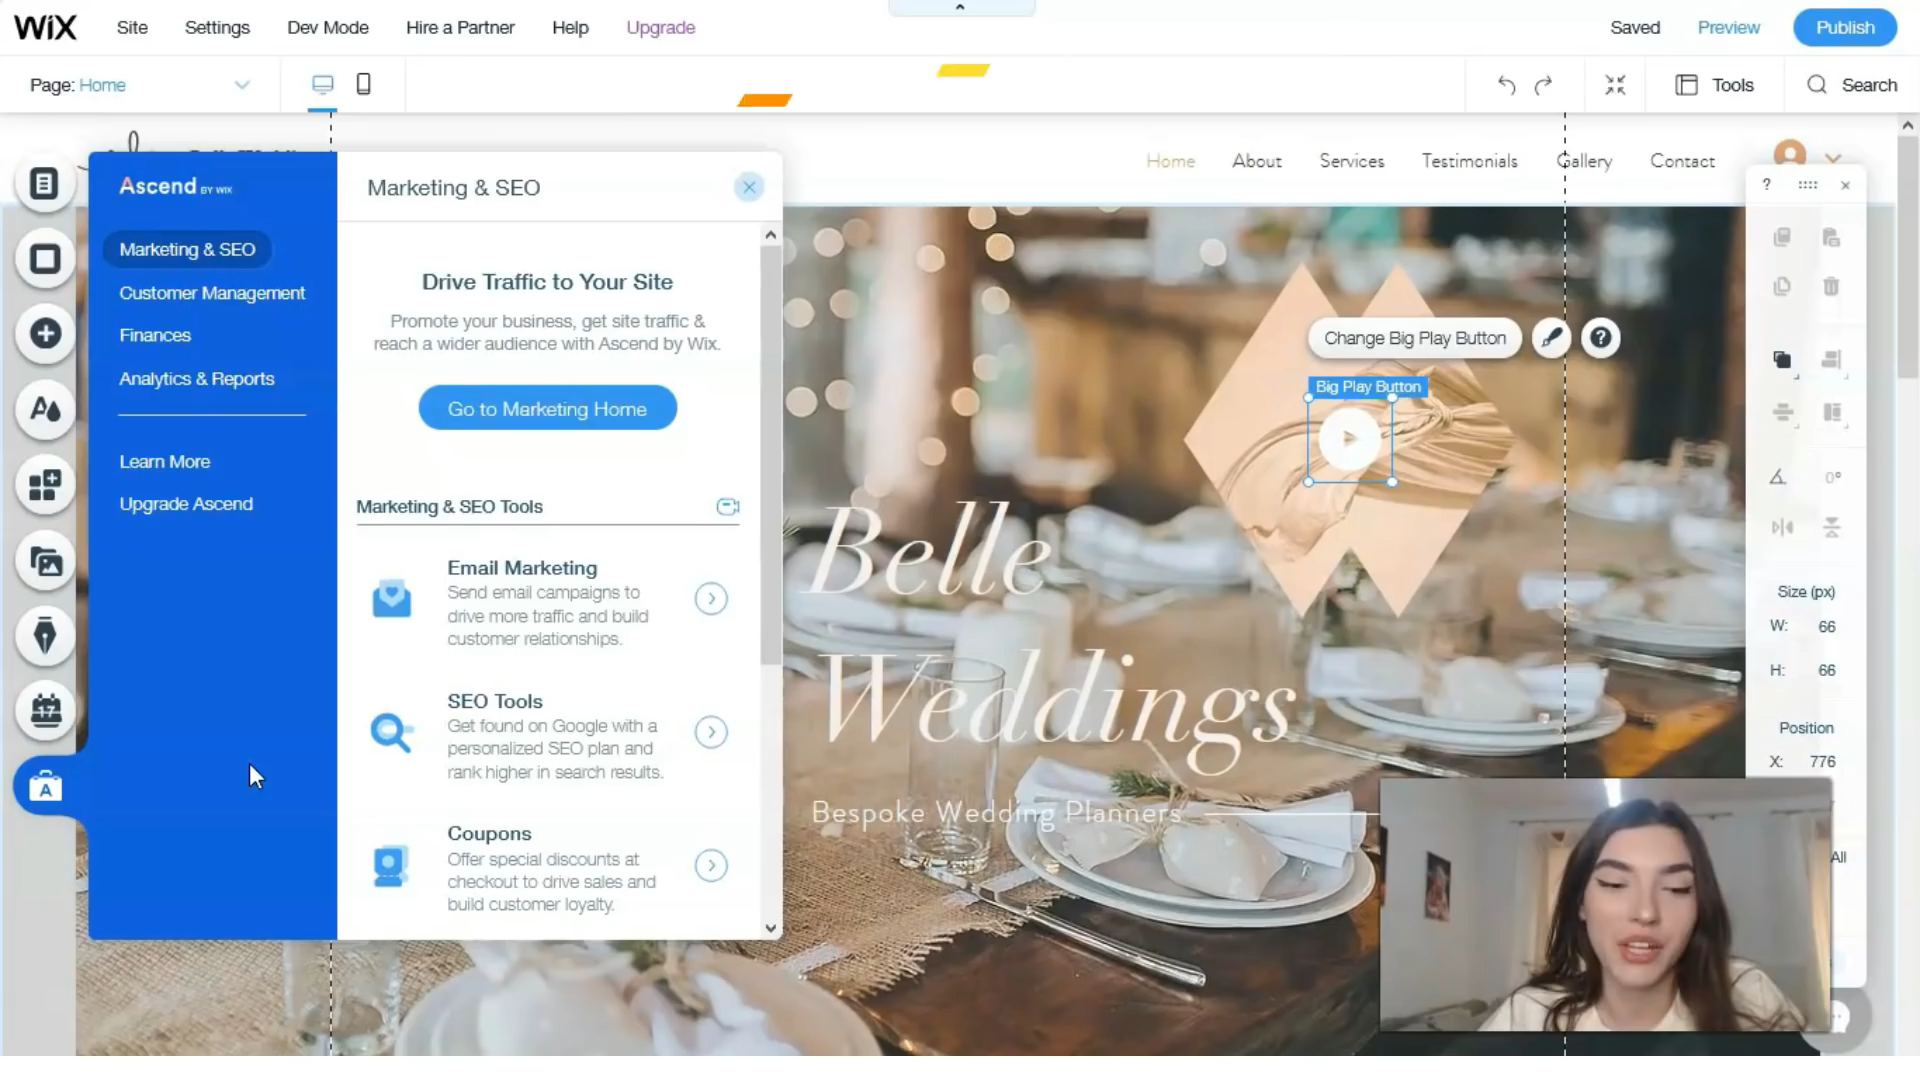 WiX
Site
Settings
Dev Mode
Hire a Partner
Help
Upgrade
Saved
Preview
Publish
Page: Home
Tools
Search
Home
About
Services
Testimonials
Gallery
Contact
Ascend BY WIX
Marketing & SEO
Customer Management
Finances
Analytics & Reports
Learn More
Upgrade Ascend
Marketing & SEO
Drive Traffic to Your Site
Promote your business, get site traffic &
reach a wider audience with Ascend by Wix.
Go to Marketing Home
Marketing & SEO Tools
Email Marketing
Send email campaigns to
drive more traffic and build
customer relationships.
SEO Tools
Get found on Google with a
personalized SEO plan and
rank higher in search results.
Coupons
Offer special discounts at
checkout to drive sales and
build customer loyalty.
17
A
Change Big Play Button
?
Big Play Button
Belle
Weddings
Bespoke Wedding Planners
?
0°
Size (px)
W: 66
H: 66
Position
X: 776
All